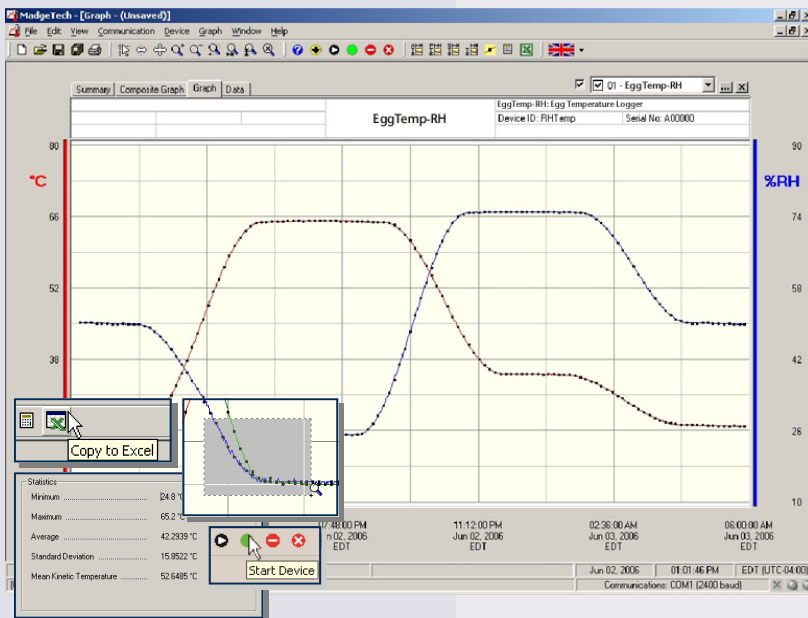 MadgeTech - [Graph - (Unsaved)]
File Edit View Communication Device Graph Window Help
Summary Composite Graph Graph Data
01 - EggTemp-RH
EggTemp-RH
EggTemp-RH: Egg Temperature Logger
Device ID: RHTemp Serial No: A00000
80
90
°C
%RH
66
74
52
58
38
42
26
10
Copy to Excel
Statistics
Minimum 24.8 °
Maximum 65.2 °
Average 42.2939 °C
Standard Deviation 15.8522 °C
Mean Kinetic Temperature 52.6485 °C
Start Device
7:48:00 PM
n 02, 2006
EDT
11:12:00 PM
Jun 02, 2006
EDT
02:36:00 AM
Jun 03, 2006
EDT
06:00:00 AM
Jun 03, 2006
EDT
Jun 02, 2006 01:01:46 PM EDT (UTC-04:00)
Communications: COM1 (2400 baud)